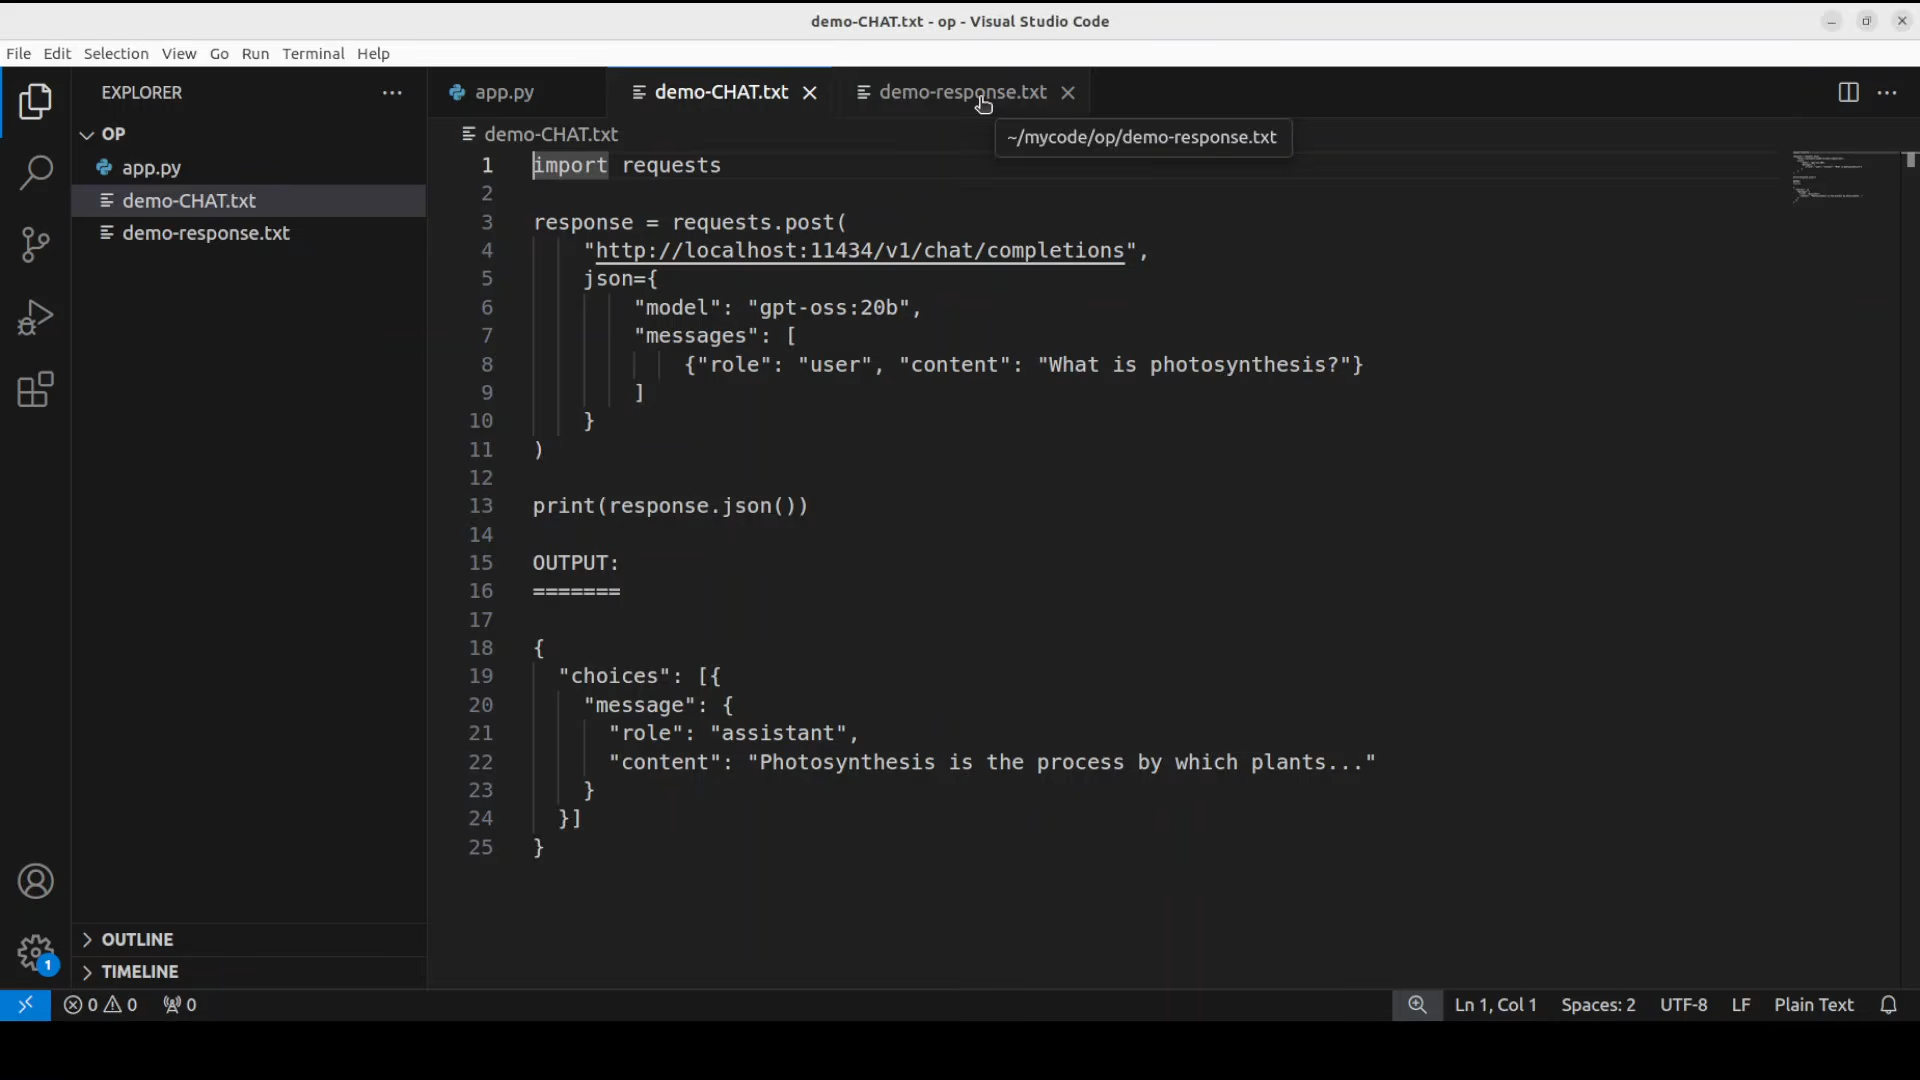 demo-CHAT.txt - op - Visual Studio Code
File Edit Selection View Go Run Terminal Help
EXPLORER
OP
app.py
demo-CHAT.txt
demo-response.txt
OUTLINE
TIMELINE
app.py demo-CHAT.txt demo-response.txt
demo-CHAT.txt
~/mycode/op/demo-response.txt
1 import requests
2
3 response = requests.post(
4 "http://localhost:11434/v1/chat/completions",
5 json={
6 "model": "gpt-oss:20b",
7 "messages": [
8 {"role": "user", "content": "What is photosynthesis?"}
9 ]
10 }
11 )
12
13 print(response.json())
14
15 OUTPUT:
16 =======
17
18 {
19 "choices": [{
20 "message": {
21 "role": "assistant",
22 "content": "Photosynthesis is the process by which plants..."
23 }
24 }]
25 }
1
0 0 0 Ln 1, Col 1 Spaces: 2 UTF-8 LF Plain Text